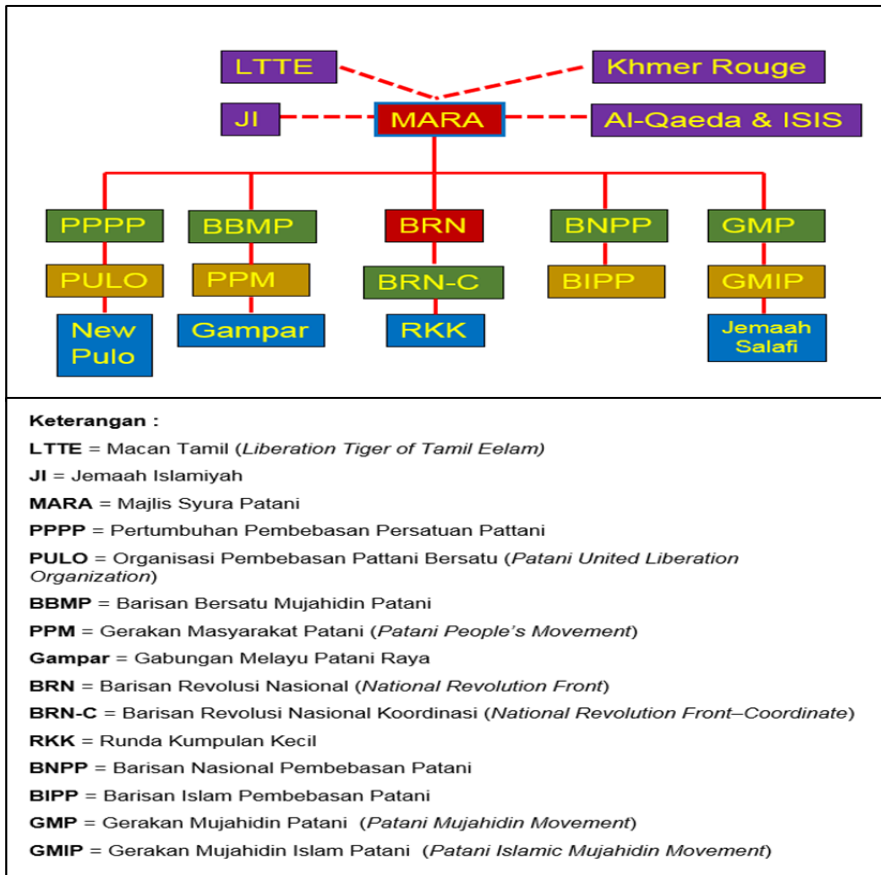 LTTE
Khmer Rouge
JI
MARA
Al-Qaeda & ISIS
PPPP
BBMP
BRN
BNPP
GMP
PULO
PPM
BRN-C
BIPP
GMIP
New
Pulo
Gampar
RKK
Jemaah
Salafi
Keterangan :
LTTE = Macan Tamil (Liberation Tiger of Tamil Eelam)
JI = Jemaah Islamiyah
MARA = Majlis Syura Patani
PPPP = Pertumbuhan Pembebasan Persatuan Pattani
PULO = Organisasi Pembebasan Pattani Bersatu (Patani United Liberation
Organization)
BBMP = Barisan Bersatu Mujahidin Patani
PPM = Gerakan Masyarakat Patani (Patani People's Movement)
Gampar = Gabungan Melayu Patani Raya
BRN = Barisan Revolusi Nasional (National Revolution Front)
BRN-C = Barisan Revolusi Nasional Koordinasi (National Revolution Front–Coordinate)
RKK = Runda Kumpulan Kecil
BNPP = Barisan Nasional Pembebasan Patani
BIPP = Barisan Islam Pembebasan Patani
GMP = Gerakan Mujahidin Patani (Patani Mujahidin Movement)
GMIP = Gerakan Mujahidin Islam Patani (Patani Islamic Mujahidin Movement)